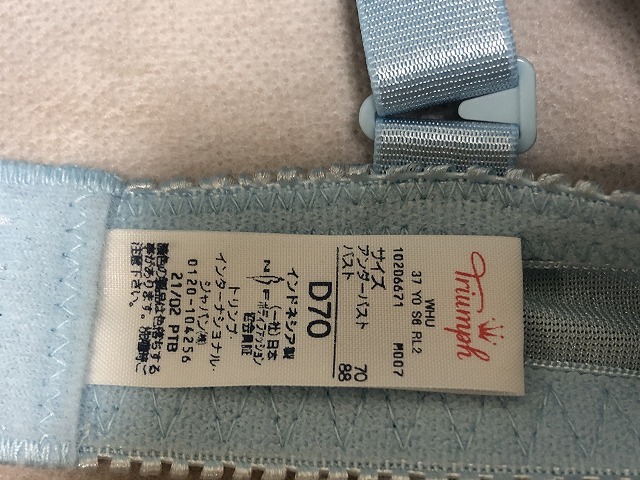 Triumph
WHU
37 YO S6 RL2
10206671 M007
サイズ
アンダーバスト 70
バスト 88
D70
インドネシア製
(一社)日本
ボディファッション
協会員証
トリンプ・
インターナショナル・
ジャパン(株)
0120-104256
21/02 PTB
濃色の製品は色落ちする
事があります。洗濯時に
注意下さい。